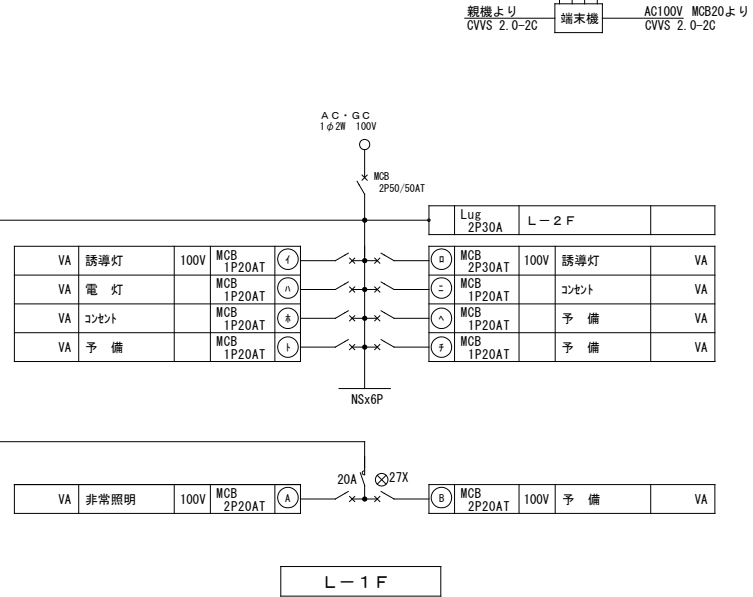 親機より
CVVS 2.0-2C
端末機
AC100V MCB20より
CVVS 2.0-2C
AC・GC
1φ2W 100V
MCB
2P50/50AT
Lug
2P30A
L－2F
VA 誘導灯 100V MCB 1P20AT イ
ロ MCB 2P30AT 100V 誘導灯 VA
VA 電 灯 MCB 1P20AT ハ
ニ MCB 1P20AT コンセント VA
VA コンセント MCB 1P20AT ホ
ヘ MCB 1P20AT 予 備 VA
VA 予 備 MCB 1P20AT ト
チ MCB 1P20AT 予 備 VA
NSx6P
20A
27X
VA 非常照明 100V MCB 2P20AT A
B MCB 2P20AT 100V 予 備 VA
L－1F